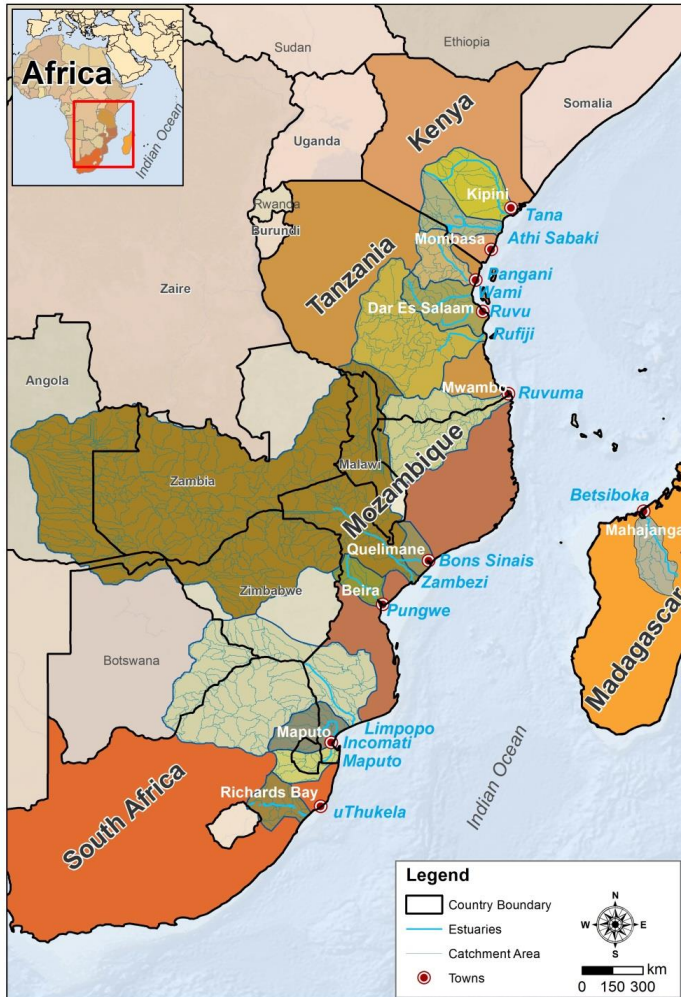 Africa
Indian Ocean
Sudan
Ethiopia
Somalia
Kenya
Uganda
Kipini
Tana
Rwanda
Burundi
Mombasa
Athi Sabaki
Zaire
Tanzania
Pangani
Wami
Dar Es Salaam
Ruvu
Rufiji
Angola
Mwambo
Ruvuma
Zambia
Malawi
Mozambique
Betsiboka
Mahajanga
Quelimane
Bons Sinais
Zambezi
Zimbabwe
Beira
Pungwe
Madagascar
Botswana
Limpopo
Maputo
Incomati
Maputo
Indian Ocean
South Africa
Richards Bay
uThukela
Legend
Country Boundary
Estuaries
Catchment Area
Towns
N
W E
S
km
0 150 300